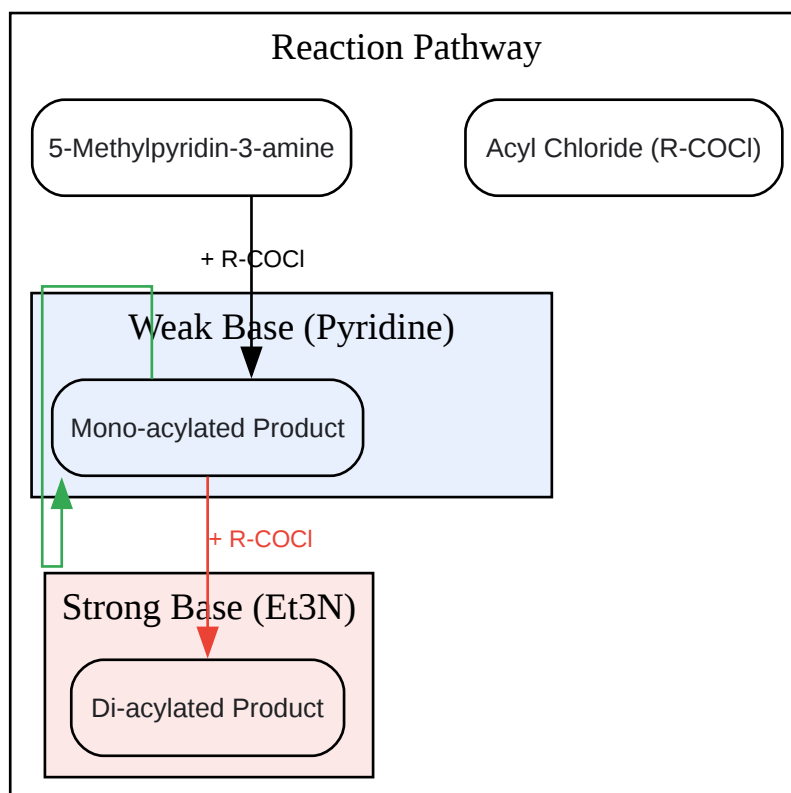 Reaction Pathway
5-Methylpyridin-3-amine
Acyl Chloride (R-COCl)
+ R-COCl
Weak Base (Pyridine)
Mono-acylated Product
+ R-COCl
Strong Base (Et3N)
Di-acylated Product